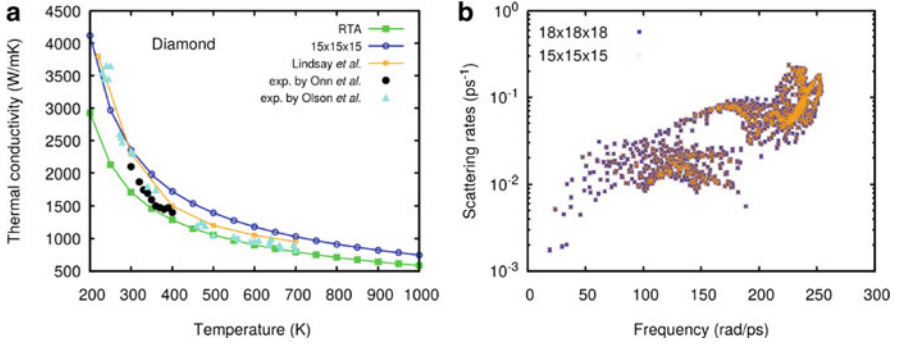 a
Thermal conductivity (W/mK)
4500
4000
3500
3000
2500
2000
1500
1000
500
Diamond
RTA
15x15x15
Lindsay et al.
exp. by Onn et al.
exp. by Olson et al.
200 300 400 500 600 700 800 900 1000
Temperature (K)
b
Scattering rates (ps⁻¹)
10⁰
10⁻¹
10⁻²
10⁻³
18x18x18
15x15x15
0 50 100 150 200 250 300
Frequency (rad/ps)